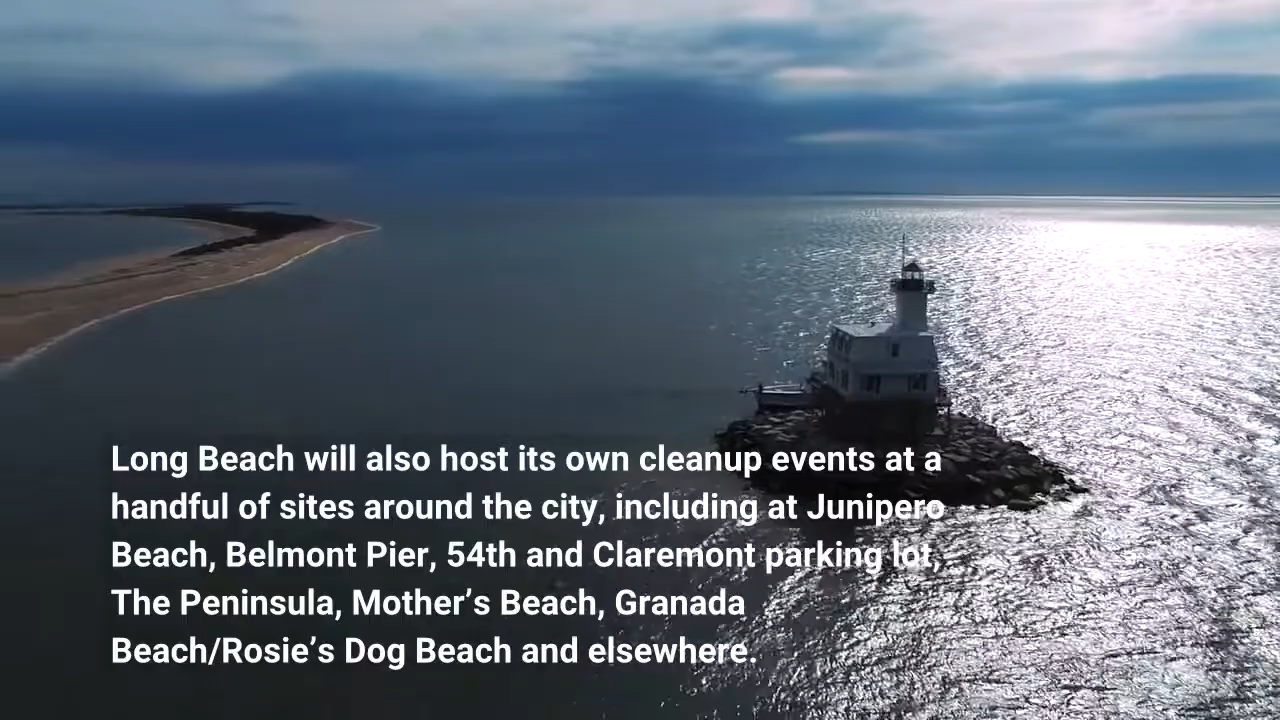 Long Beach will also host its own cleanup events at a
handful of sites around the city, including at Junipero
Beach, Belmont Pier, 54th and Claremont parking lot,
The Peninsula, Mother’s Beach, Granada
Beach/Rosie’s Dog Beach and elsewhere.